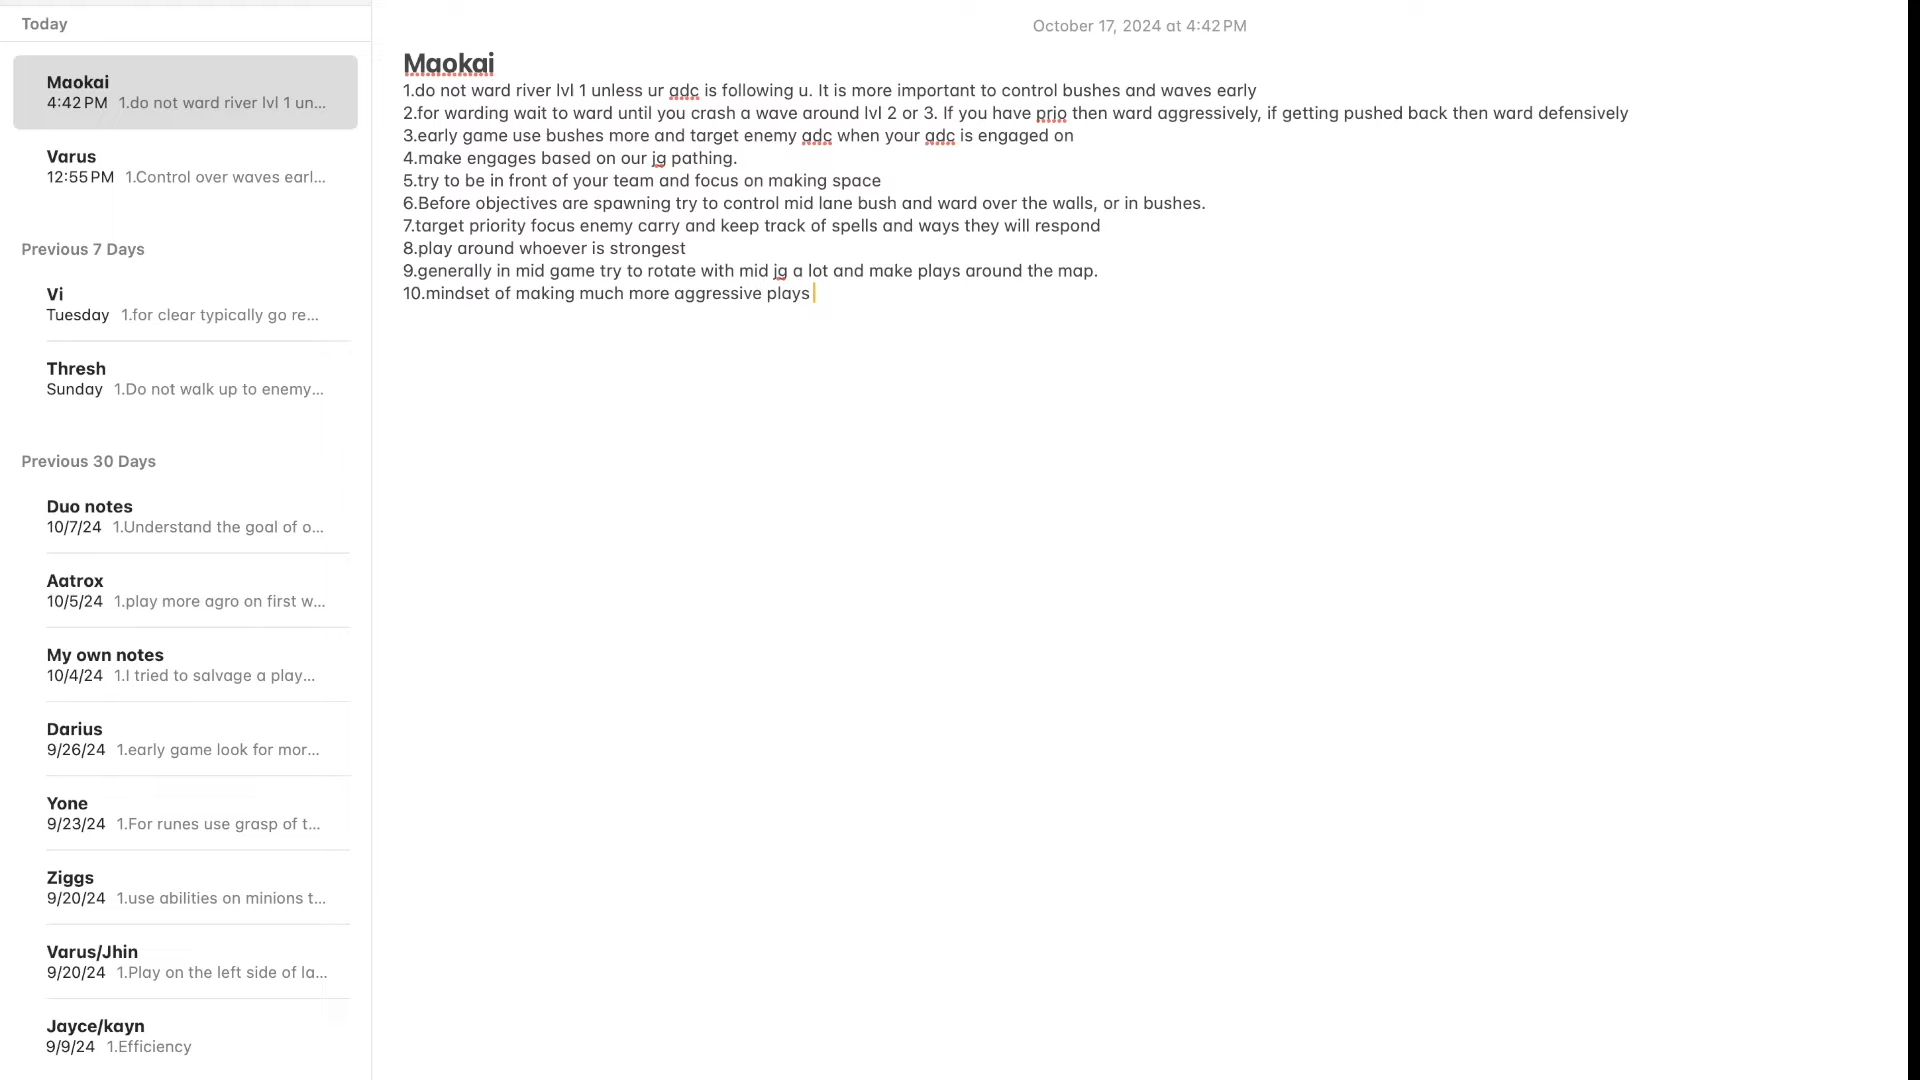 Today
Maokai
4:42 PM 1.do not ward river lvl 1 un...
Varus
12:55 PM 1.Control over waves earl...
Previous 7 Days
Vi
Tuesday 1.for clear typically go re...
Thresh
Sunday 1.Do not walk up to enemy...
Previous 30 Days
Duo notes
10/7/24 1.Understand the goal of o...
Aatrox
10/5/24 1.play more agro on first w...
My own notes
10/4/24 1.I tried to salvage a play...
Darius
9/26/24 1.early game look for mor...
Yone
9/23/24 1.For runes use grasp of t...
Ziggs
9/20/24 1.use abilities on minions t...
Varus/Jhin
9/20/24 1.Play on the left side of la...
Jayce/kayn
9/9/24 1.Efficiency
October 17, 2024 at 4:42 PM
Maokai
1.do not ward river lvl 1 unless ur adc is following u. It is more important to control bushes and waves early
2.for warding wait to ward until you crash a wave around lvl 2 or 3. If you have prio then ward aggressively, if getting pushed back then ward defensively
3.early game use bushes more and target enemy adc when your adc is engaged on
4.make engages based on our jg pathing.
5.try to be in front of your team and focus on making space
6.Before objectives are spawning try to control mid lane bush and ward over the walls, or in bushes.
7.target priority focus enemy carry and keep track of spells and ways they will respond
8.play around whoever is strongest
9.generally in mid game try to rotate with mid jg a lot and make plays around the map.
10.mindset of making much more aggressive plays